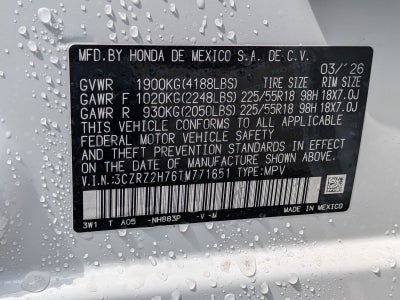 MFD.BY HONDA DE MEXICO S.A. DE C.V.
03/'26
GVWR 1900KG(4188LBS) TIRE SIZE RIM SIZE
GAWR F 1020KG(2248LBS) 225/55R18 98H 18X7.0J
GAWR R 930KG(2050LBS) 225/55R18 98H 18X7.0J
THIS VEHICLE CONFORMS TO ALL APPLICABLE
FEDERAL MOTOR VEHICLE SAFETY
AND THEFT PREVENTION STANDARDS IN EFFECT
ON THE DATE OF MANUFACTURE SHOWN ABOVE.
V.I.N.:3CZRZ2H76TM771651 TYPE:MPV
3W1 T A05 -NH883P -V -M
MADE IN MEXICO